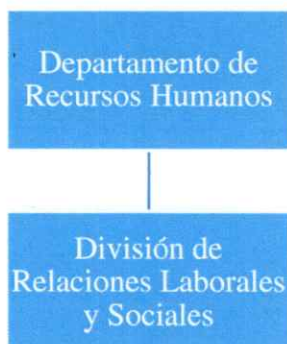 Departamento de
Recursos Humanos
División de
Relaciones Laborales
y Sociales